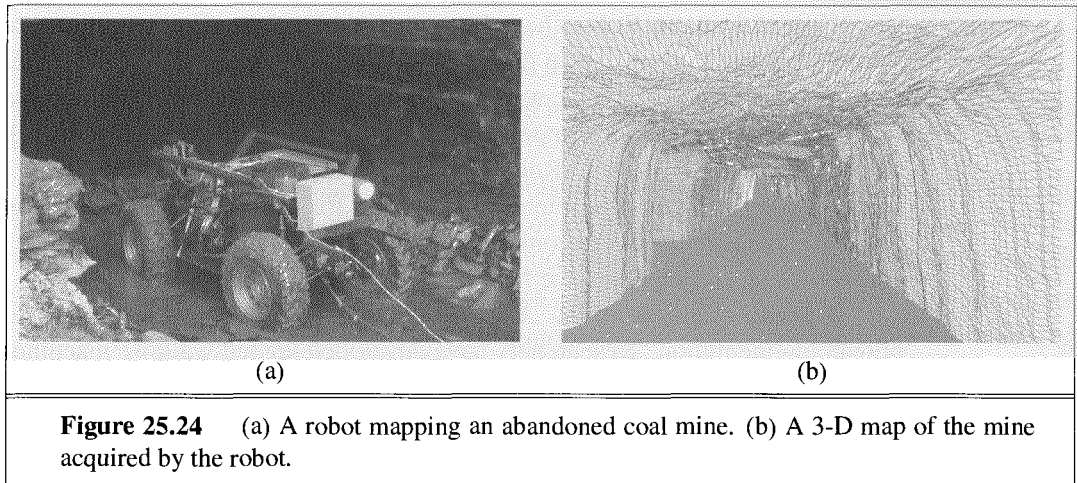 (a)
(b)
Figure 25.24 (a) A robot mapping an abandoned coal mine. (b) A 3-D map of the mine
acquired by the robot.